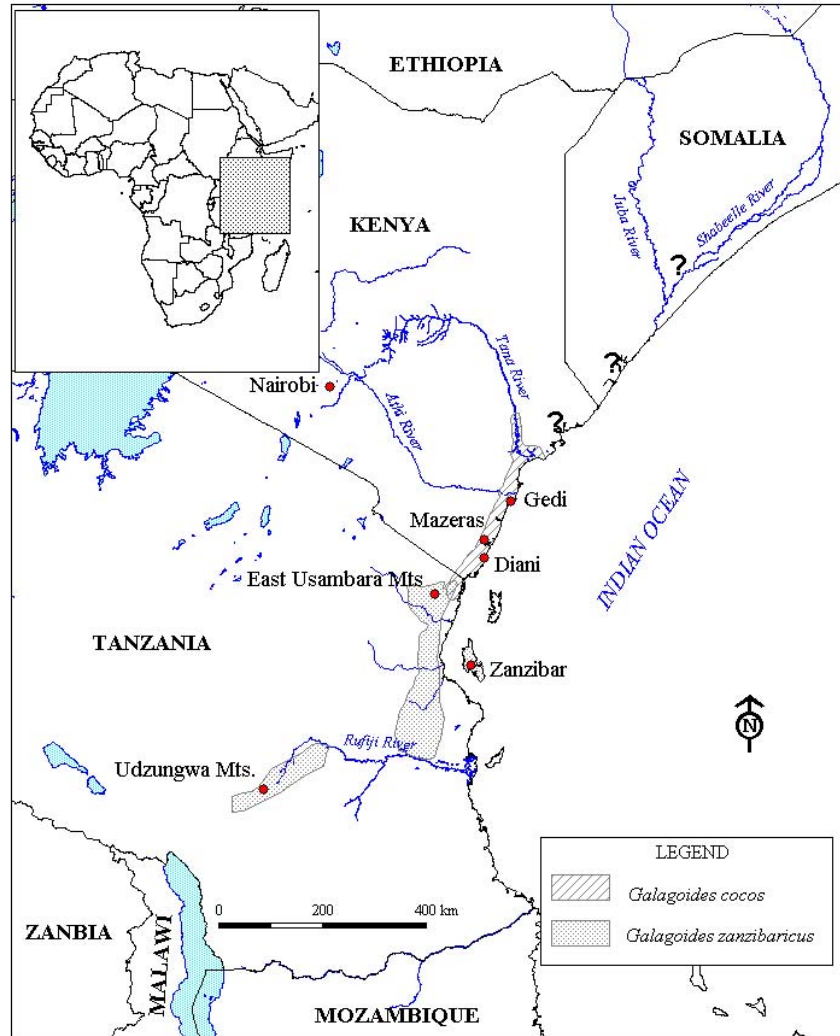 ETHIOPIA
SOMALIA
Juba River
Shabeelle River
KENYA
?
?
?
Tana River
Nairobi
Athi River
Gedi
Mazeras
Diani
East Usambara Mts
INDIAN OCEAN
TANZANIA
Zanzibar
N
Rufiji River
Udzungwa Mts.
LEGEND
Galagoides cocos
Galagoides zanzibaricus
0 200 400 km
ZANBIA
MALAWI
MOZAMBIQUE